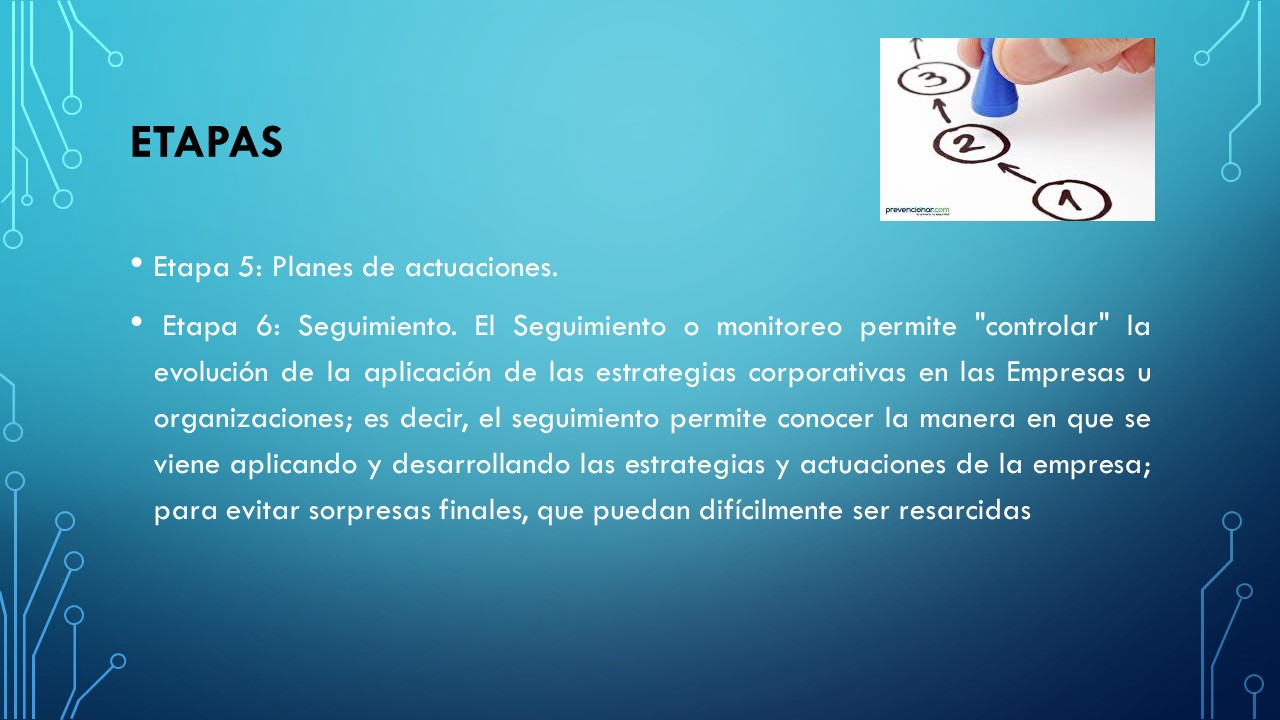 ETAPAS
3
2
1
prevencionar.com
• Etapa 5: Planes de actuaciones.
• Etapa 6: Seguimiento. El Seguimiento o monitoreo permite "controlar" la
evolución de la aplicación de las estrategias corporativas en las Empresas u
organizaciones; es decir, el seguimiento permite conocer la manera en que se
viene aplicando y desarrollando las estrategias y actuaciones de la empresa;
para evitar sorpresas finales, que puedan difícilmente ser resarcidas